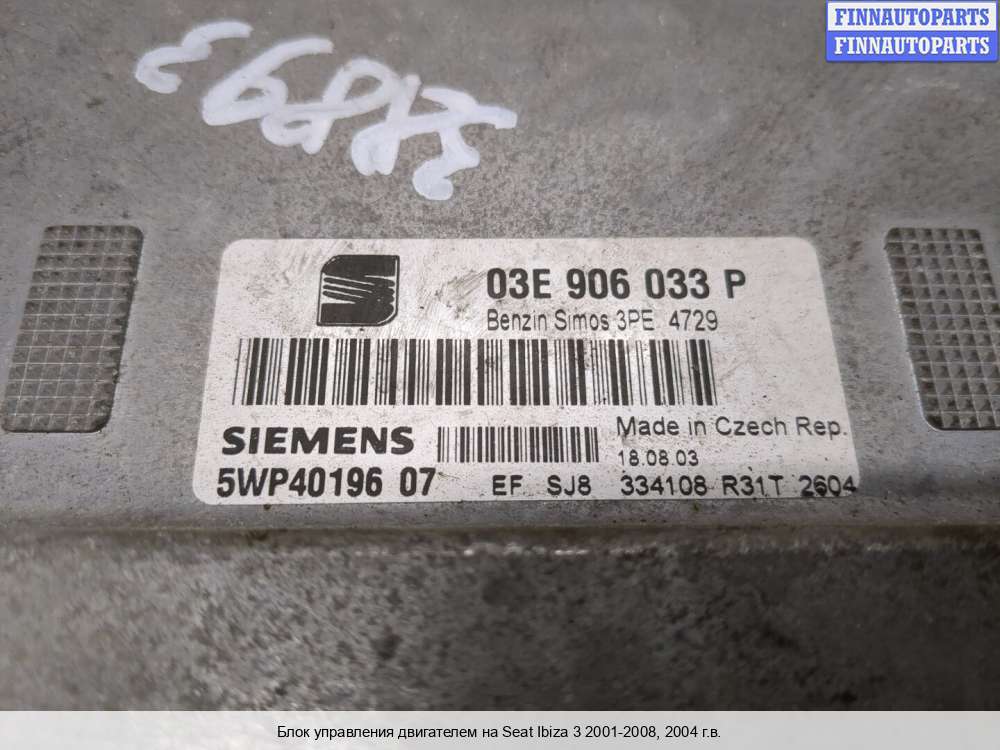 FINNAUTOPARTS
FINNAUTOPARTS
03E 906 033 P
Benzin Simos 3PE 4729
SIEMENS
Made in Czech Rep.
18.08.03
5WP40196 07
EF SJ8 334108 R31T 2604
Блок управления двигателем на Seat Ibiza 3 2001-2008, 2004 г.в.